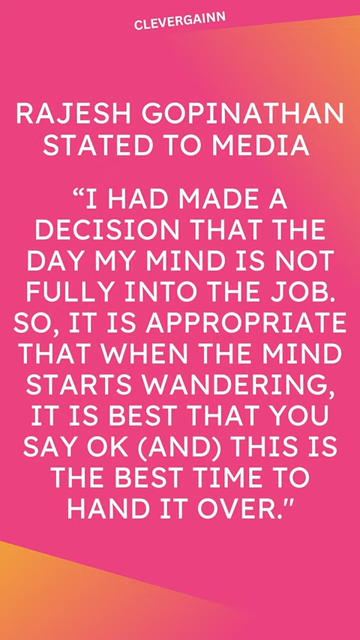 CLEVERGAINN
RAJESH GOPINATHAN
STATED TO MEDIA
“I HAD MADE A
DECISION THAT THE
DAY MY MIND IS NOT
FULLY INTO THE JOB.
SO, IT IS APPROPRIATE
THAT WHEN THE MIND
STARTS WANDERING,
IT IS BEST THAT YOU
SAY OK (AND) THIS IS
THE BEST TIME TO
HAND IT OVER."